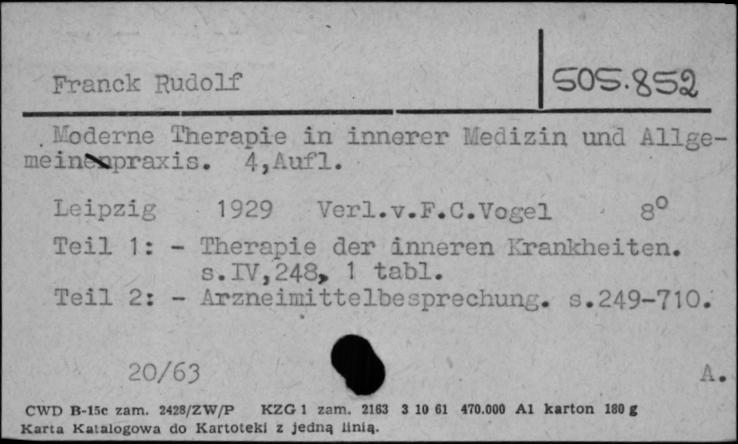 Franck Rudolf
505.852
Moderne Therapie in innerer Medizin und Allge-
meinenpraxis. 4,Aufl.
Leipzig 1929 Verl.v.F.C.Vogel 8°
Teil 1: - Therapie der inneren Krankheiten.
s.IV,248, 1 tabl.
Teil 2: - Arzneimittelbesprechung. s.249-710.
20/63 A.
CWD B-15c zam. 2428/ZW/P KZG 1 zam. 2163 3 10 61 470.000 A1 karton 180 g
Karta Katalogowa do Kartoteki z jedną linią.